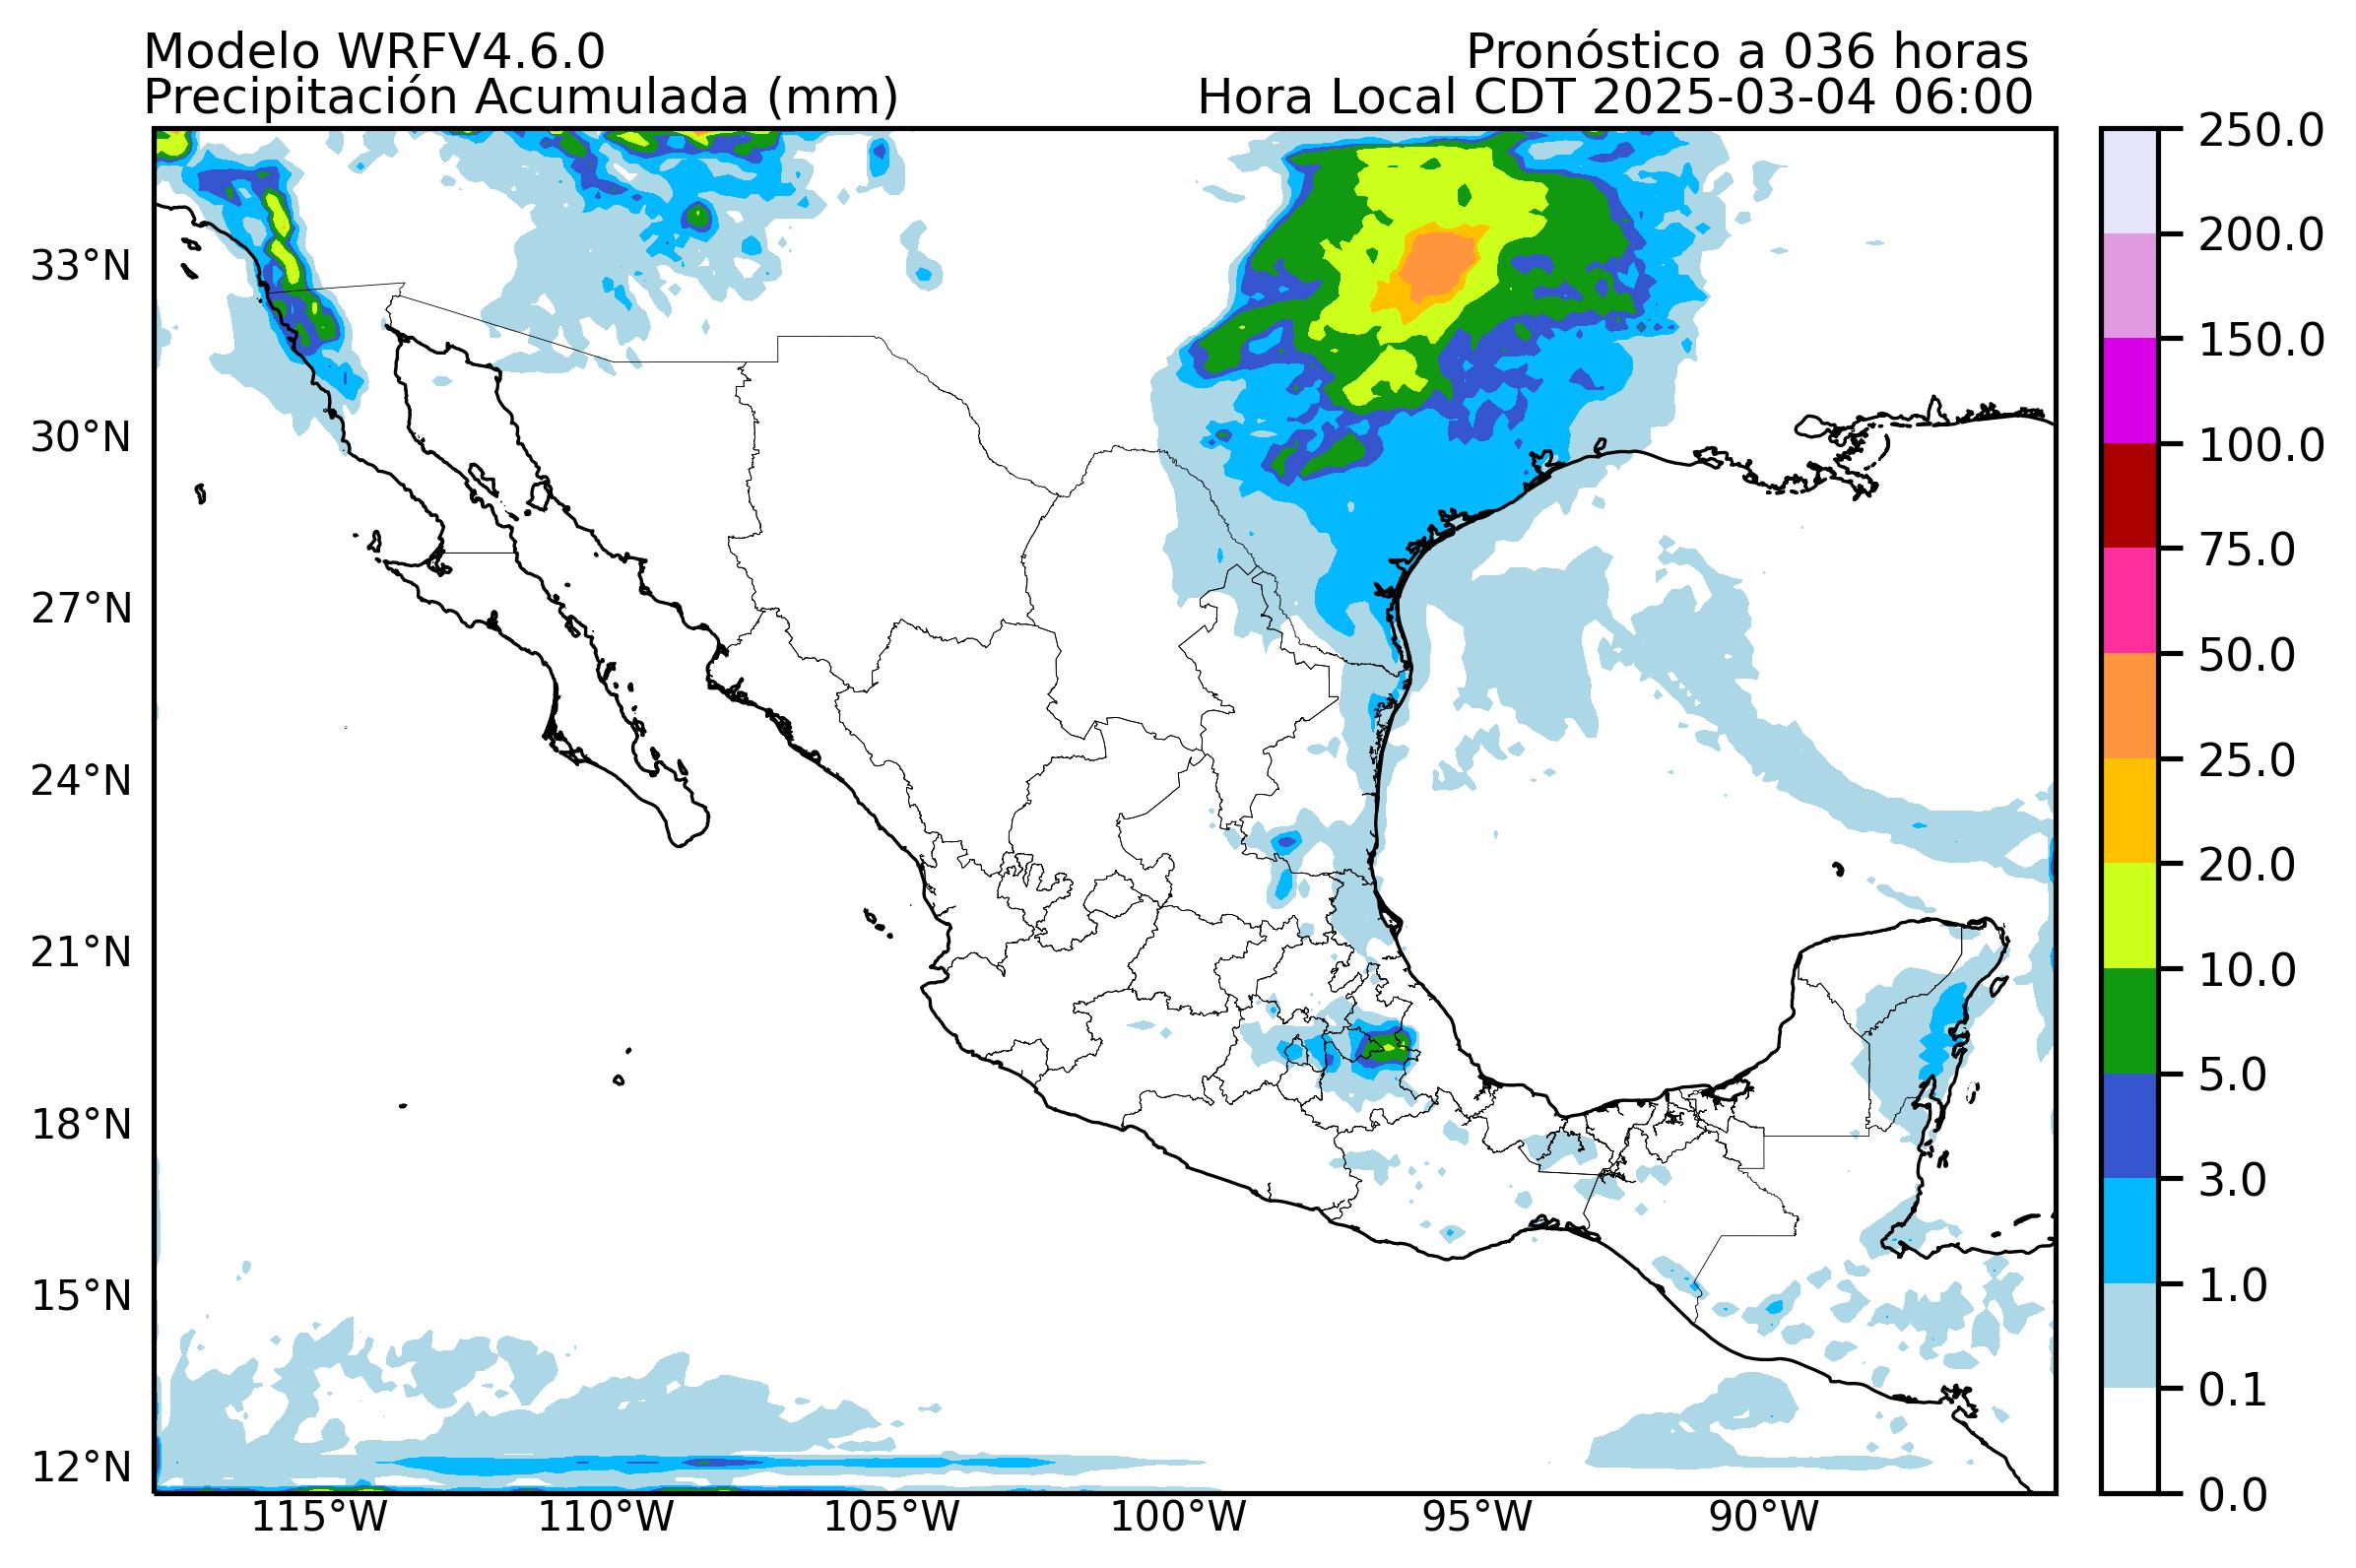 Modelo WRFV4.6.0
Pronóstico a 036 horas
Precipitación Acumulada (mm)
Hora Local CDT 2025-03-04 06:00
33°N
30°N
27°N
24°N
21°N
18°N
15°N
12°N
115°W
110°W
105°W
100°W
95°W
90°W
250.0
200.0
150.0
100.0
75.0
50.0
25.0
20.0
10.0
5.0
3.0
1.0
0.1
0.0